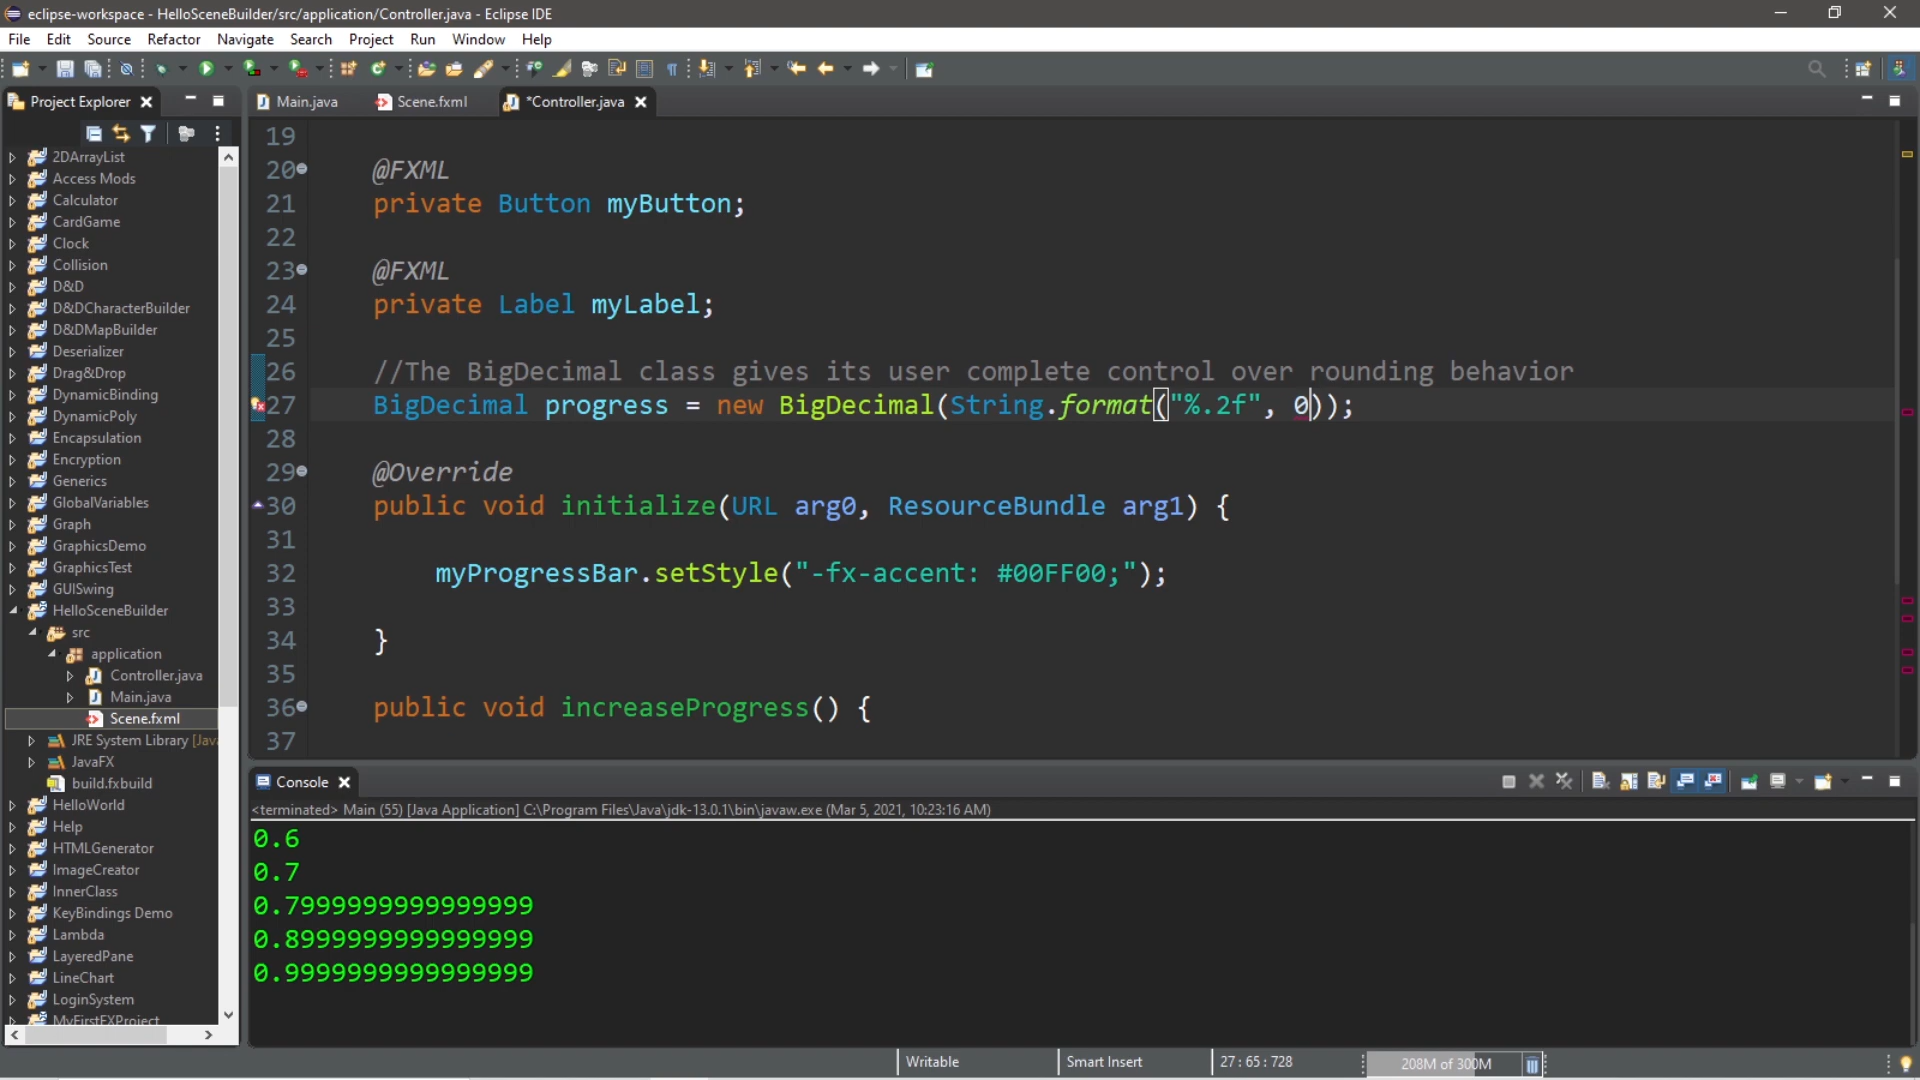 eclipse-workspace - HelloSceneBuilder/src/application/Controller.java - Eclipse IDE
File Edit Source Refactor Navigate Search Project Run Window Help
Project Explorer
Main.java Scene.fxml *Controller.java
2DArrayList
Access Mods
Calculator
CardGame
Clock
Collision
D&D
D&DCharacterBuilder
D&DMapBuilder
Deserializer
Drag&Drop
DynamicBinding
DynamicPoly
Encapsulation
Encryption
Generics
GlobalVariables
Graph
GraphicsDemo
GraphicsTest
GUISwing
HelloSceneBuilder
src
application
Controller.java
Main.java
Scene.fxml
JRE System Library [Java
JavaFX
build.fxbuild
HelloWorld
Help
HTMLGenerator
ImageCreator
InnerClass
KeyBindings Demo
Lambda
LayeredPane
LineChart
LoginSystem
MyFirstFXProject
19
20 @FXML
21 private Button myButton;
22
23 @FXML
24 private Label myLabel;
25
26 //The BigDecimal class gives its user complete control over rounding behavior
27 BigDecimal progress = new BigDecimal(String.format("%.2f", 0));
28
29 @Override
30 public void initialize(URL arg0, ResourceBundle arg1) {
31
32 myProgressBar.setStyle("-fx-accent: #00FF00;");
33
34 }
35
36 public void increaseProgress() {
37
Console
<terminated> Main (55) [Java Application] C:\Program Files\Java\jdk-13.0.1\bin\javaw.exe (Mar 5, 2021, 10:23:16 AM)
0.6
0.7
0.7999999999999999
0.8999999999999999
0.9999999999999999
Writable Smart Insert 27 : 65 : 728 208M of 300M